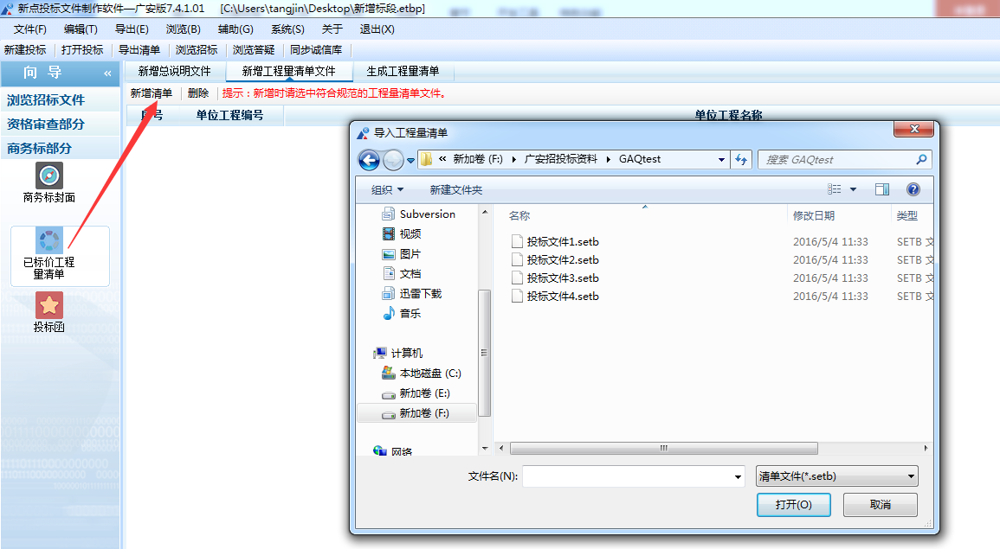 新点投标文件制作软件—广安版7.4.1.01 [C:\Users\tangjin\Desktop\新增标段.etbp]
文件(F) 编辑(T) 导出(E) 浏览(B) 辅助(G) 系统(S) 关于 退出(X)
新建投标 打开投标 导出清单 浏览招标 浏览答疑 同步诚信库
向 导 «
新增总说明文件 新增工程量清单文件 生成工程量清单
浏览招标文件
新增清单 删除 提示：新增时请选中符合规范的工程量清单文件。
序号 单位工程编号 单位工程名称
资格审查部分
商务标部分
商务标封面
已标价工程
量清单
投标函
导入工程量清单
« 新加卷 (F:) 广安招投标资料 GAQtest
搜索 GAQtest
组织 新建文件夹
Subversion
视频
图片
文档
迅雷下载
音乐
计算机
本地磁盘 (C:)
新加卷 (E:)
新加卷 (F:)
网络
名称 修改日期 类型
投标文件1.setb 2016/5/4 11:33 SETB 文
投标文件2.setb 2016/5/4 11:33 SETB 文
投标文件3.setb 2016/5/4 11:33 SETB 文
投标文件4.setb 2016/5/4 11:33 SETB 文
文件名(N): 清单文件(*.setb)
打开(O) 取消